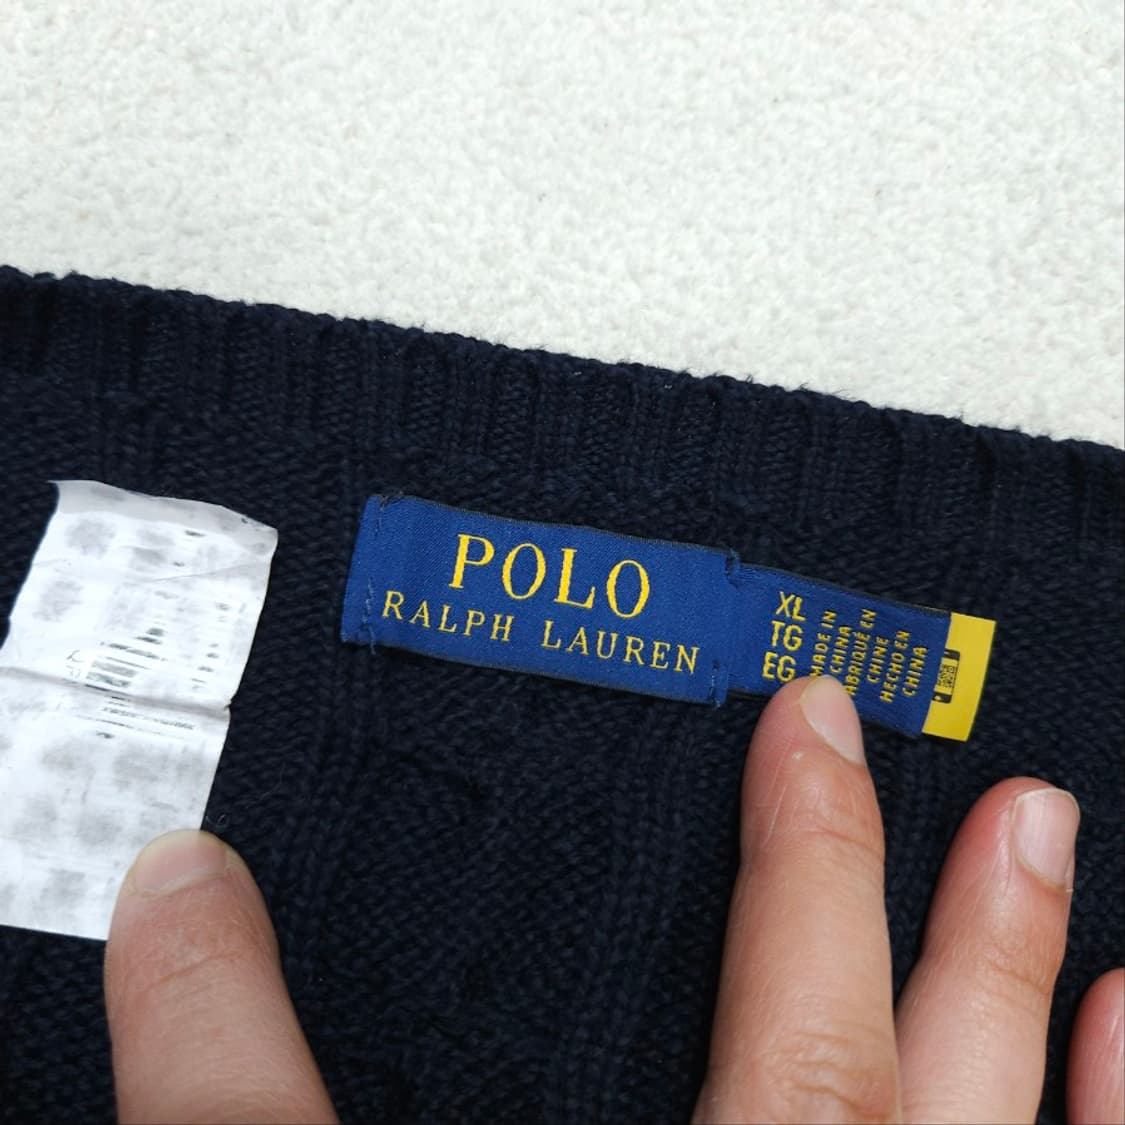 POLO
RALPH LAUREN
XL
TG
EG
MADE IN
CHINA
FABRIQUÉ EN
CHINE
HECHO EN
CHINA